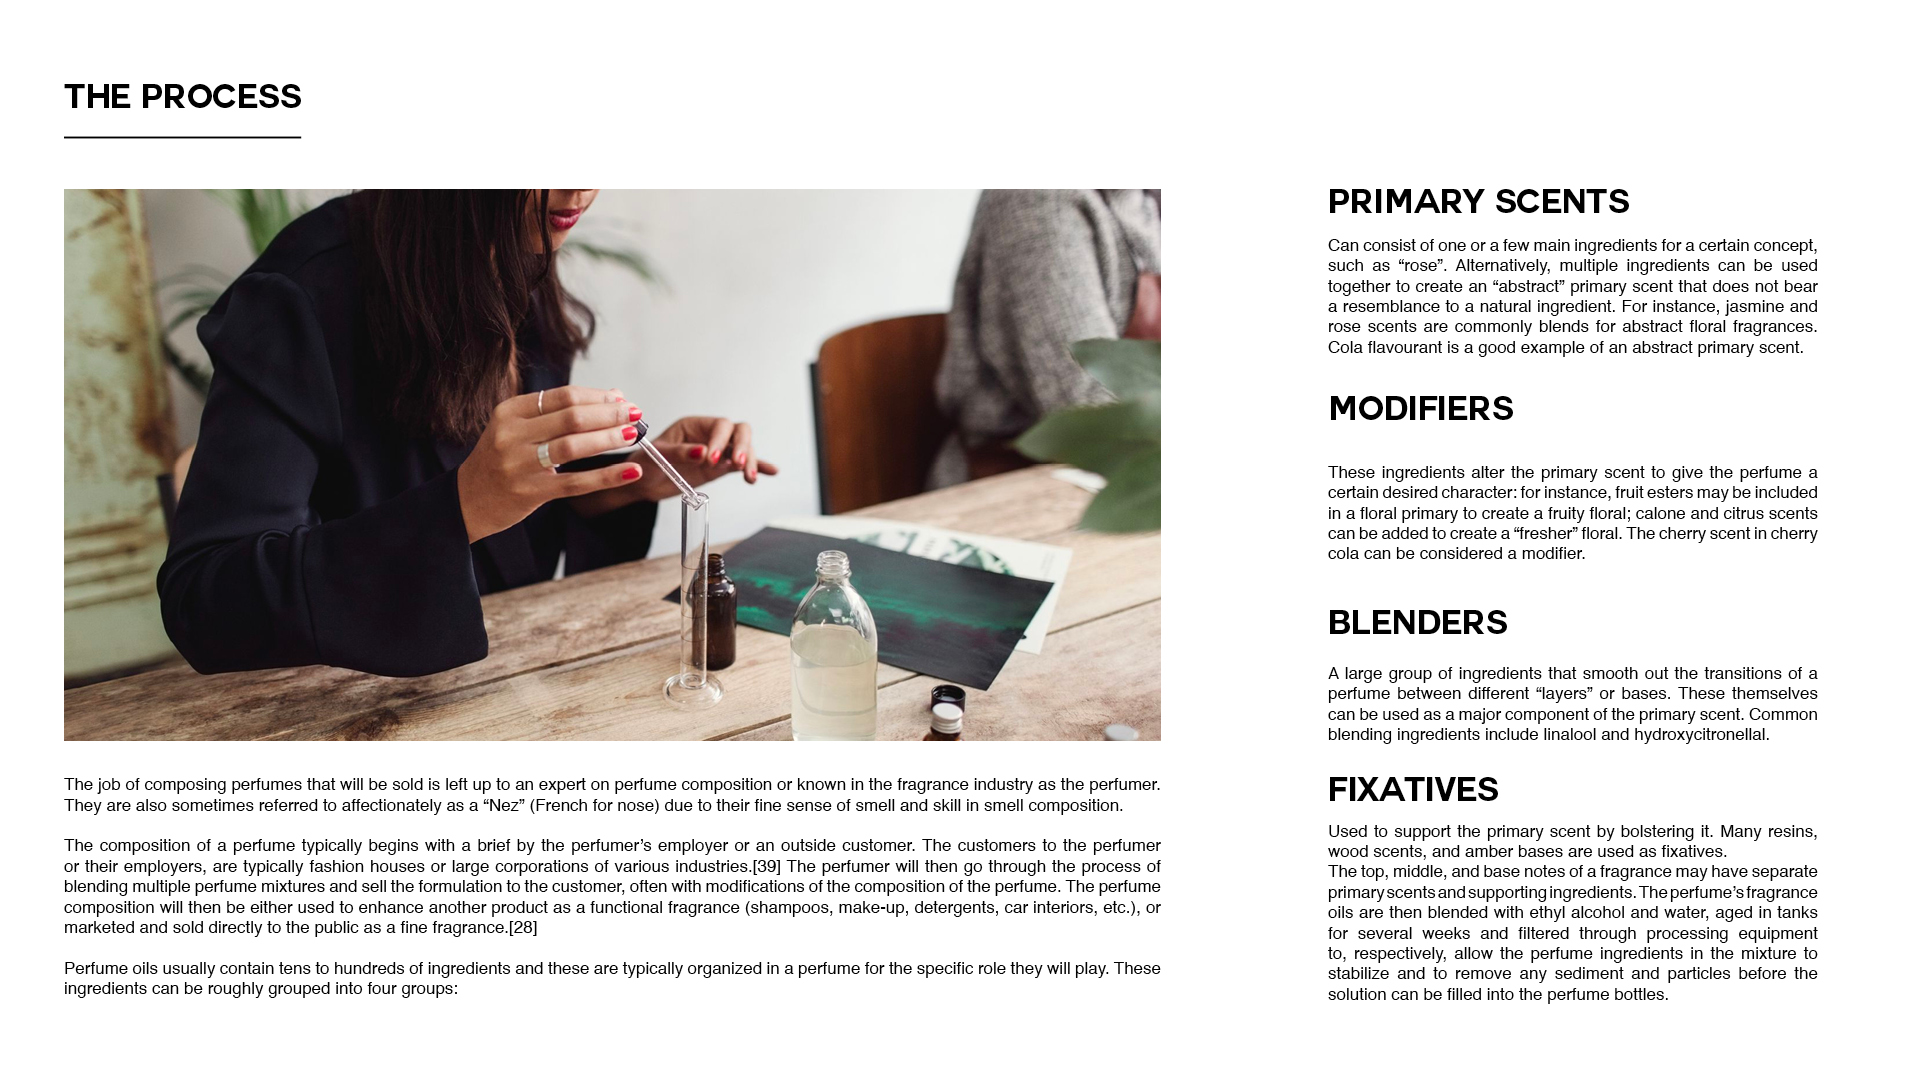 THE PROCESS
The job of composing perfumes that will be sold is left up to an expert on perfume composition or known in the fragrance industry as the perfumer.
They are also sometimes referred to affectionately as a “Nez” (French for nose) due to their fine sense of smell and skill in smell composition.
The composition of a perfume typically begins with a brief by the perfumer’s employer or an outside customer. The customers to the perfumer
or their employers, are typically fashion houses or large corporations of various industries.[39] The perfumer will then go through the process of
blending multiple perfume mixtures and sell the formulation to the customer, often with modifications of the composition of the perfume. The perfume
composition will then be either used to enhance another product as a functional fragrance (shampoos, make-up, detergents, car interiors, etc.), or
marketed and sold directly to the public as a fine fragrance.[28]
Perfume oils usually contain tens to hundreds of ingredients and these are typically organized in a perfume for the specific role they will play. These
ingredients can be roughly grouped into four groups:
PRIMARY SCENTS
Can consist of one or a few main ingredients for a certain concept,
such as “rose”. Alternatively, multiple ingredients can be used
together to create an “abstract” primary scent that does not bear
a resemblance to a natural ingredient. For instance, jasmine and
rose scents are commonly blends for abstract floral fragrances.
Cola flavourant is a good example of an abstract primary scent.
MODIFIERS
These ingredients alter the primary scent to give the perfume a
certain desired character: for instance, fruit esters may be included
in a floral primary to create a fruity floral; calone and citrus scents
can be added to create a “fresher” floral. The cherry scent in cherry
cola can be considered a modifier.
BLENDERS
A large group of ingredients that smooth out the transitions of a
perfume between different “layers” or bases. These themselves
can be used as a major component of the primary scent. Common
blending ingredients include linalool and hydroxycitronellal.
FIXATIVES
Used to support the primary scent by bolstering it. Many resins,
wood scents, and amber bases are used as fixatives.
The top, middle, and base notes of a fragrance may have separate
primary scents and supporting ingredients. The perfume’s fragrance
oils are then blended with ethyl alcohol and water, aged in tanks
for several weeks and filtered through processing equipment
to, respectively, allow the perfume ingredients in the mixture to
stabilize and to remove any sediment and particles before the
solution can be filled into the perfume bottles.